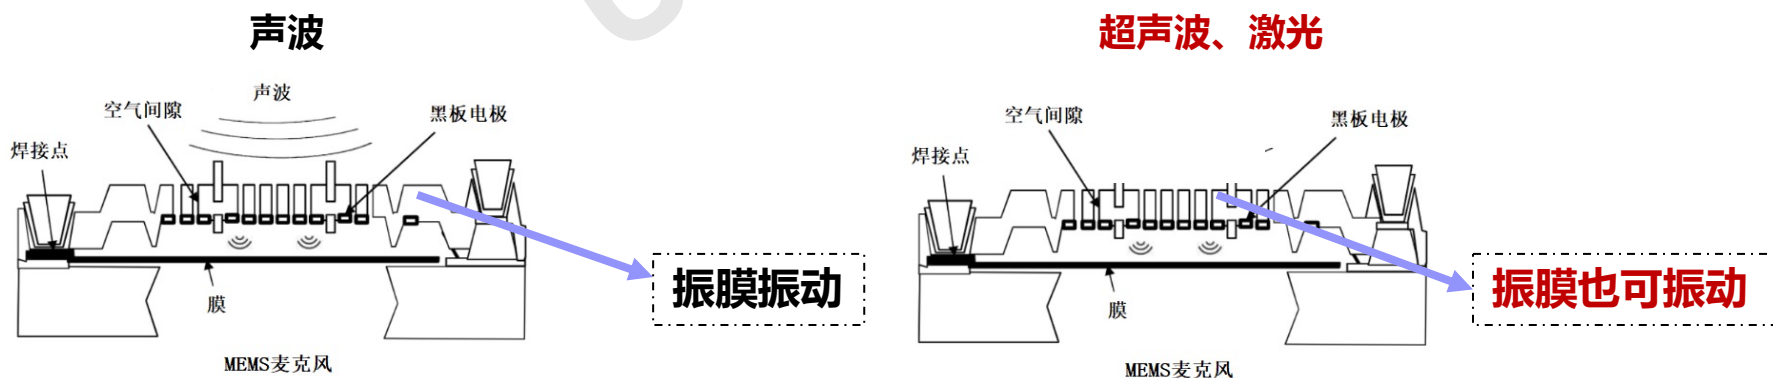 声波
声波
空气间隙
黑板电极
焊接点
振膜振动
膜
MEMS麦克风
超声波、激光
空气间隙
黑板电极
焊接点
振膜也可振动
膜
MEMS麦克风